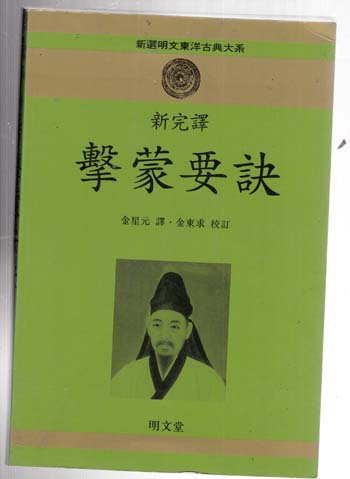 新選明文東洋古典大系
新完譯
擊蒙要訣
金星元 譯·金東求 校訂
明文堂